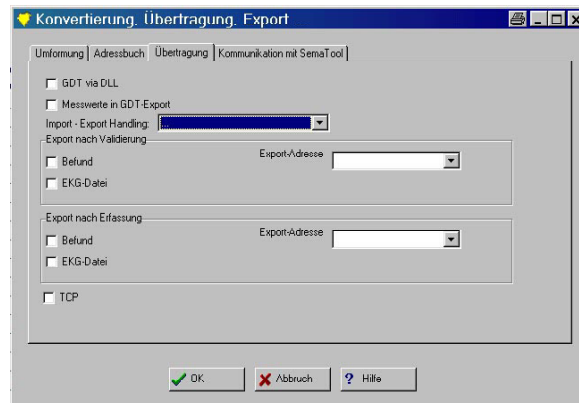 Konvertierung, Übertragung, Export
Umformung Adressbuch Übertragung Kommunikation mit SemaTool
GDT via DLL
Messwerte in GDT-Export
Import - Export Handling: ...
Export nach Validierung
Befund Export-Adresse
EKG-Datei
Export nach Erfassung
Befund Export-Adresse
EKG-Datei
TCP
OK Abbruch ? Hilfe